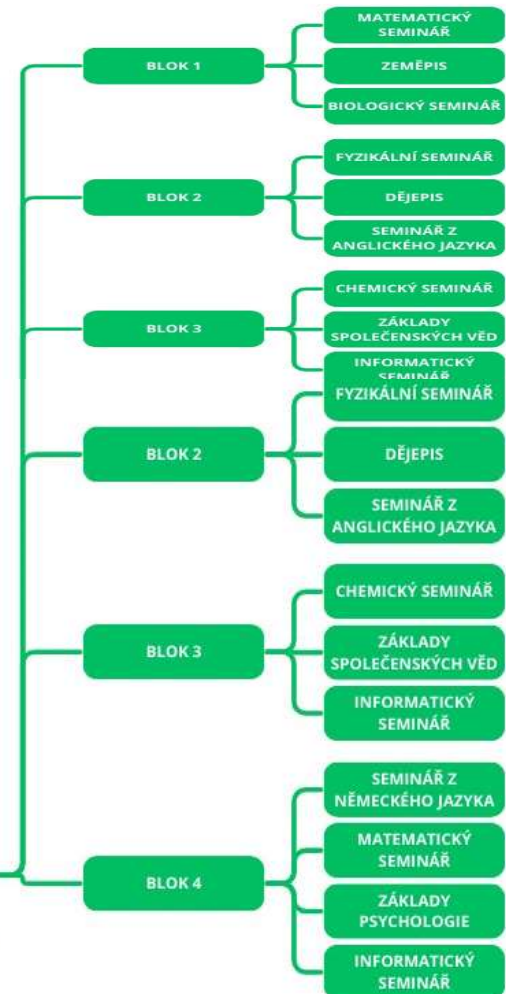 BLOK 1
MATEMATICKÝ
SEMINÁŘ
ZEMĚPIS
BIOLOGICKÝ SEMINÁŘ
BLOK 2
FYZIKÁLNÍ SEMINÁŘ
DĚJEPIS
SEMINÁŘ Z
ANGLICKÉHO JAZYKA
BLOK 3
CHEMICKÝ SEMINÁŘ
ZÁKLADY
SPOLEČENSKÝCH VĚD
INFORMATICKÝ
SEMINÁŘ
BLOK 2
FYZIKÁLNÍ SEMINÁŘ
DĚJEPIS
SEMINÁŘ Z
ANGLICKÉHO JAZYKA
BLOK 3
CHEMICKÝ SEMINÁŘ
ZÁKLADY
SPOLEČENSKÝCH VĚD
INFORMATICKÝ
SEMINÁŘ
BLOK 4
SEMINÁŘ Z
NĚMECKÉHO JAZYKA
MATEMATICKÝ
SEMINÁŘ
ZÁKLADY
PSYCHOLOGIE
INFORMATICKÝ
SEMINÁŘ